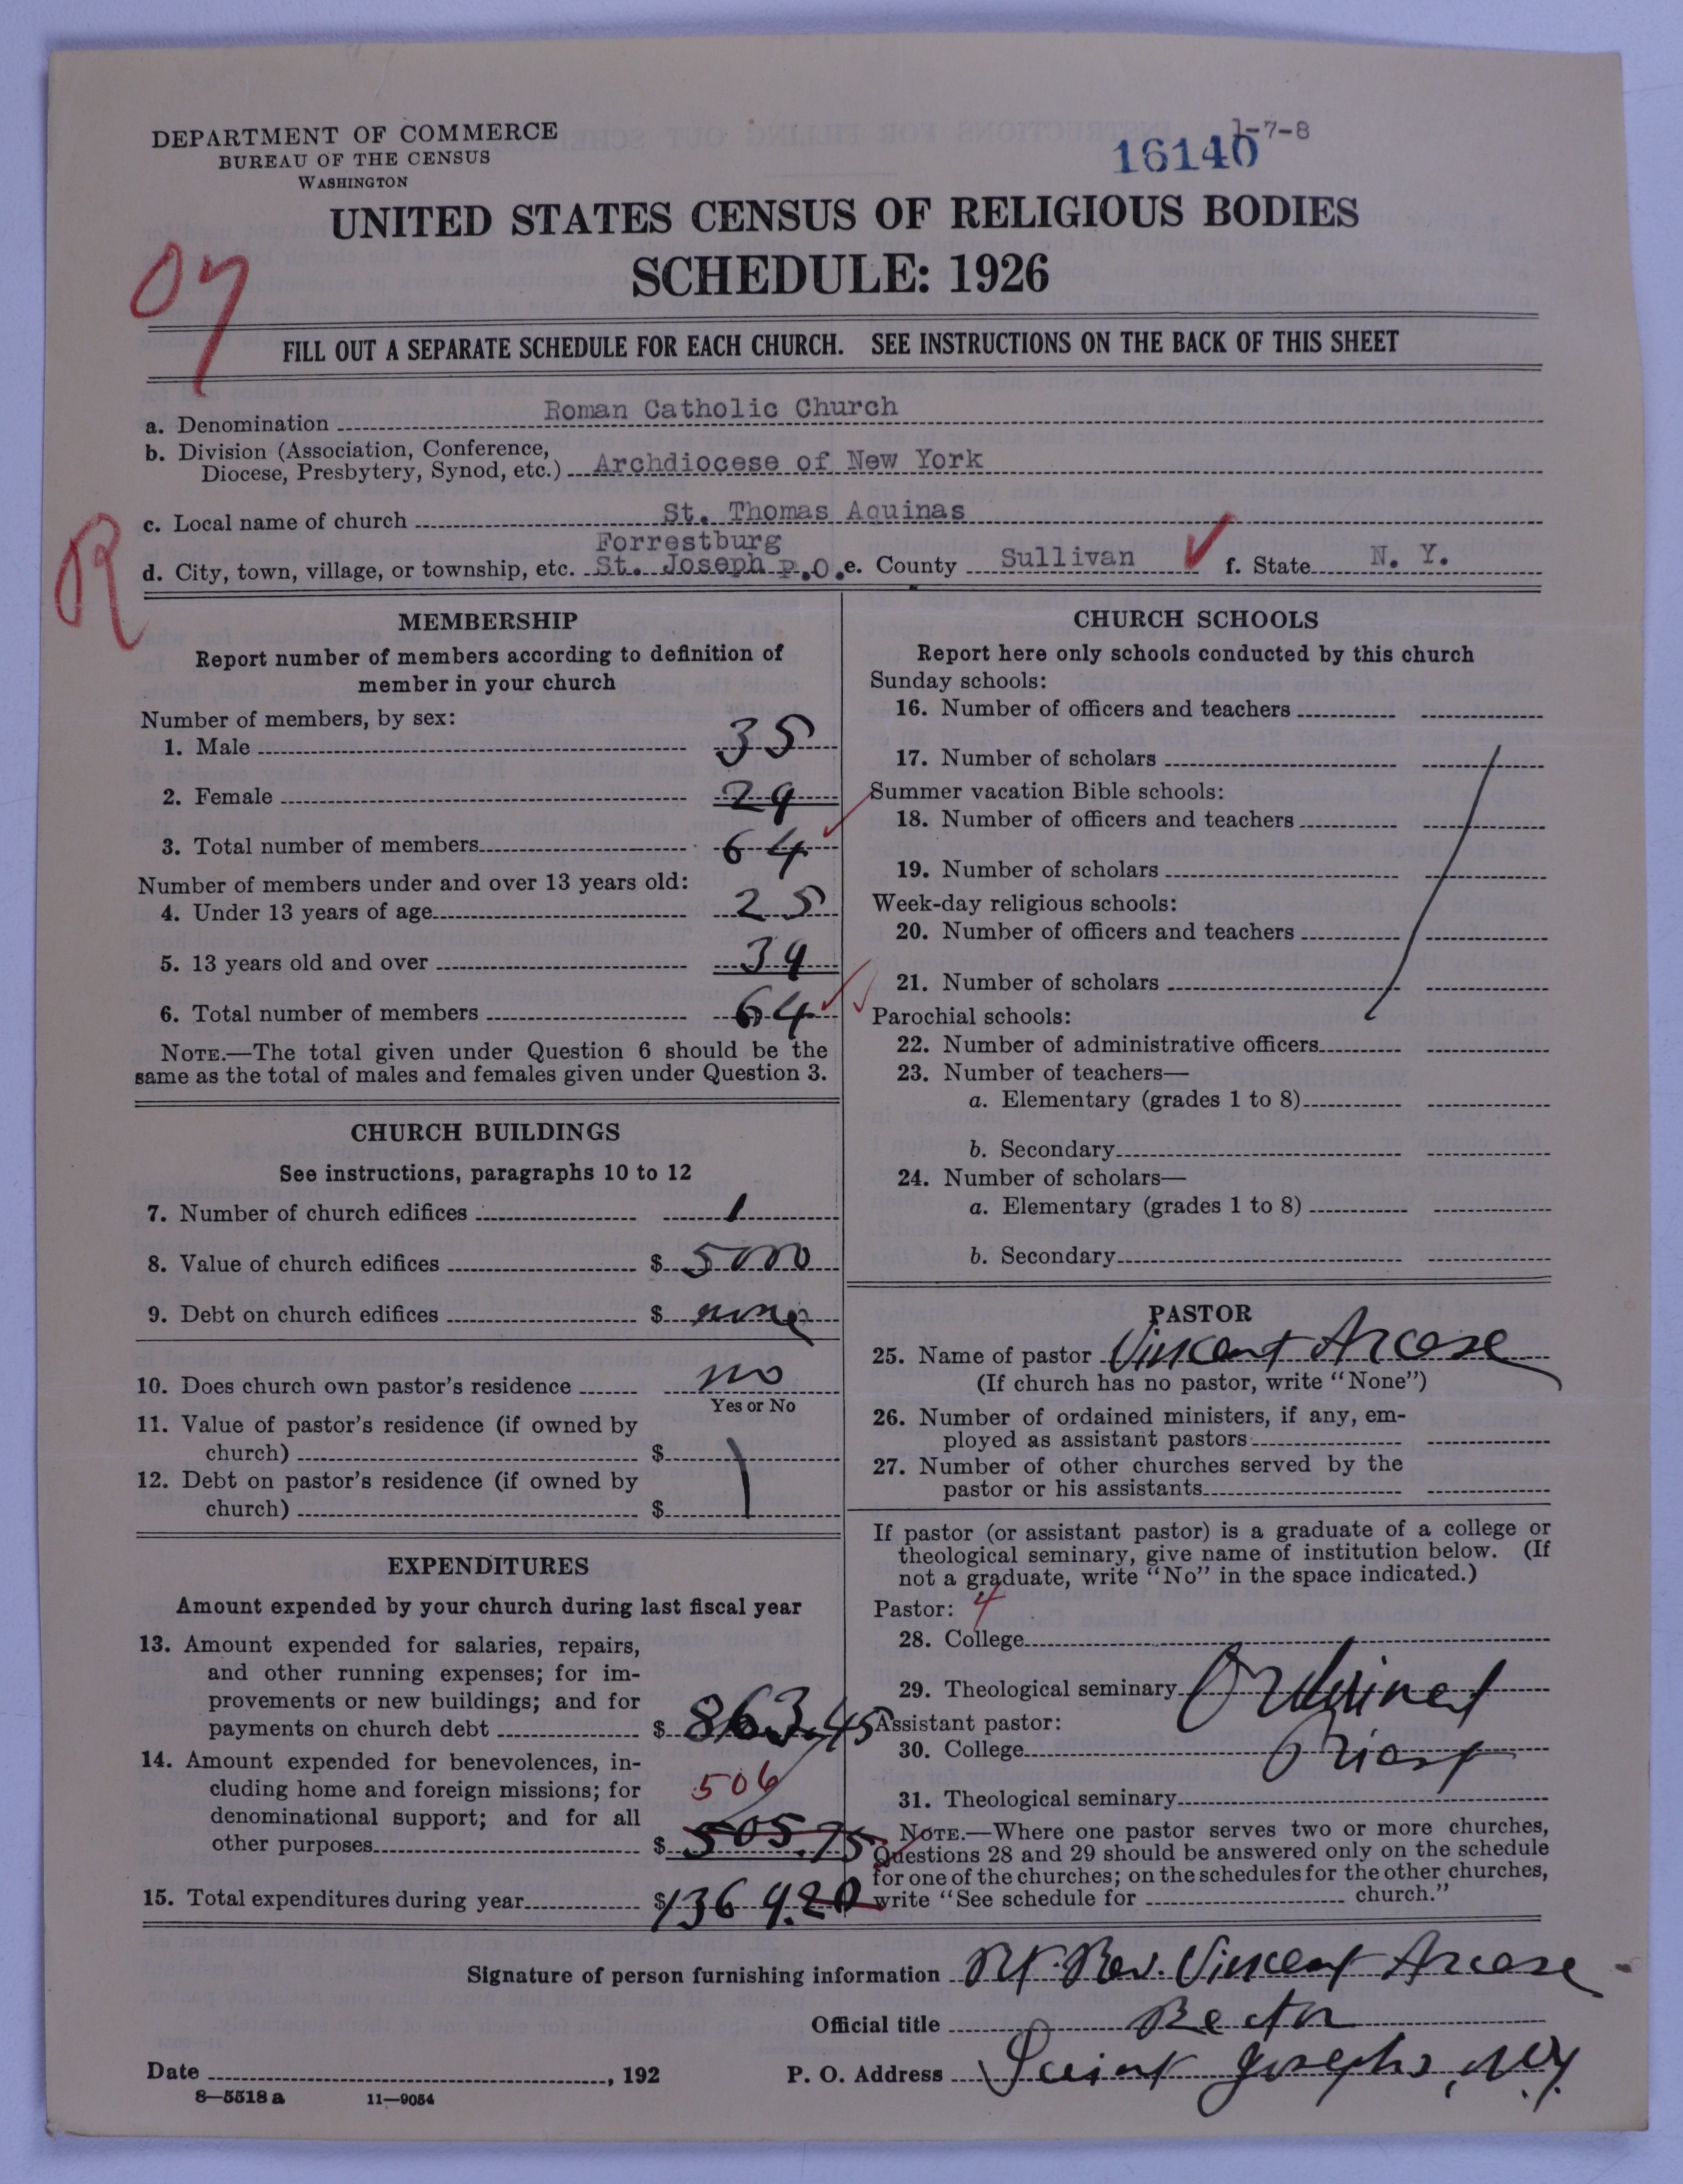 DEPARTMENT OF COMMERCE
BUREAU OF THE CENSUS
WASHINGTON
1-7-8
16140
UNITED STATES CENSUS OF RELIGIOUS BODIES
SCHEDULE: 1926
FILL OUT A SEPARATE SCHEDULE FOR EACH CHURCH. SEE INSTRUCTIONS ON THE BACK OF THIS SHEET
a. Denomination Roman Catholic Church
b. Division (Association, Conference,
Diocese, Presbytery, Synod, etc.) Archdiocese of New York
c. Local name of church St. Thomas Aquinas
Forrestburg
R
d. City, town, village, or township, etc. St. Joseph P.O. e. County Sullivan f. State N. Y.
MEMBERSHIP
Report number of members according to definition of
member in your church
Number of members, by sex:
1. Male 35
2. Female 29
3. Total number of members 64
Number of members under and over 13 years old:
4. Under 13 years of age 25
5. 13 years old and over 39
6. Total number of members 64
NOTE.—The total given under Question 6 should be the
same as the total of males and females given under Question 3.
CHURCH BUILDINGS
See instructions, paragraphs 10 to 12
7. Number of church edifices 1
8. Value of church edifices $ 5000
9. Debt on church edifices $ none
10. Does church own pastor's residence no
Yes or No
11. Value of pastor's residence (if owned by
church) $
12. Debt on pastor's residence (if owned by
church) $
EXPENDITURES
Amount expended by your church during last fiscal year
13. Amount expended for salaries, repairs,
and other running expenses; for im-
provements or new buildings; and for
payments on church debt $ 863.45
14. Amount expended for benevolences, in-
cluding home and foreign missions; for 506
denominational support; and for all
other purposes $ 505.75
15. Total expenditures during year $1369.20
CHURCH SCHOOLS
Report here only schools conducted by this church
Sunday schools:
16. Number of officers and teachers
17. Number of scholars
Summer vacation Bible schools:
18. Number of officers and teachers
19. Number of scholars
Week-day religious schools:
20. Number of officers and teachers
21. Number of scholars
Parochial schools:
22. Number of administrative officers
23. Number of teachers—
a. Elementary (grades 1 to 8)
b. Secondary
24. Number of scholars—
a. Elementary (grades 1 to 8)
b. Secondary
PASTOR
25. Name of pastor Vincent Arcese
(If church has no pastor, write "None")
26. Number of ordained ministers, if any, em-
ployed as assistant pastors
27. Number of other churches served by the
pastor or his assistants
If pastor (or assistant pastor) is a graduate of a college or
theological seminary, give name of institution below. (If
not a graduate, write "No" in the space indicated.)
Pastor: 4
28. College
29. Theological seminary
Assistant pastor:
30. College Priest
31. Theological seminary
NOTE.—Where one pastor serves two or more churches,
Questions 28 and 29 should be answered only on the schedule
for one of the churches; on the schedules for the other churches,
write "See schedule for church."
Signature of person furnishing information Rt. Rev. Vincent Arcese
Official title Rector
Date , 192 P. O. Address Saint Josephs, N.Y.
8—5518 a 11—9054